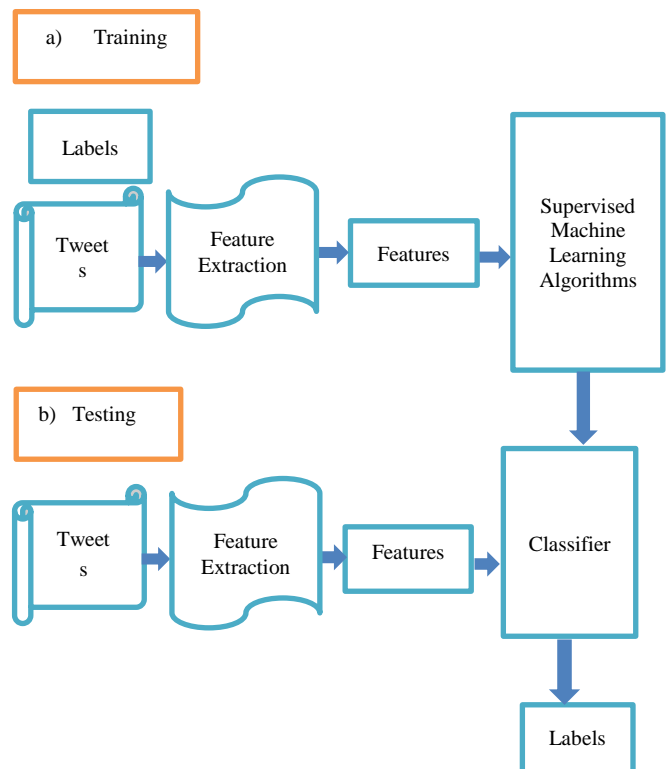 a) Training
Labels
Tweet
s
Feature
Extraction
Features
Supervised
Machine
Learning
Algorithms
b) Testing
Tweet
s
Feature
Extraction
Features
Classifier
Labels